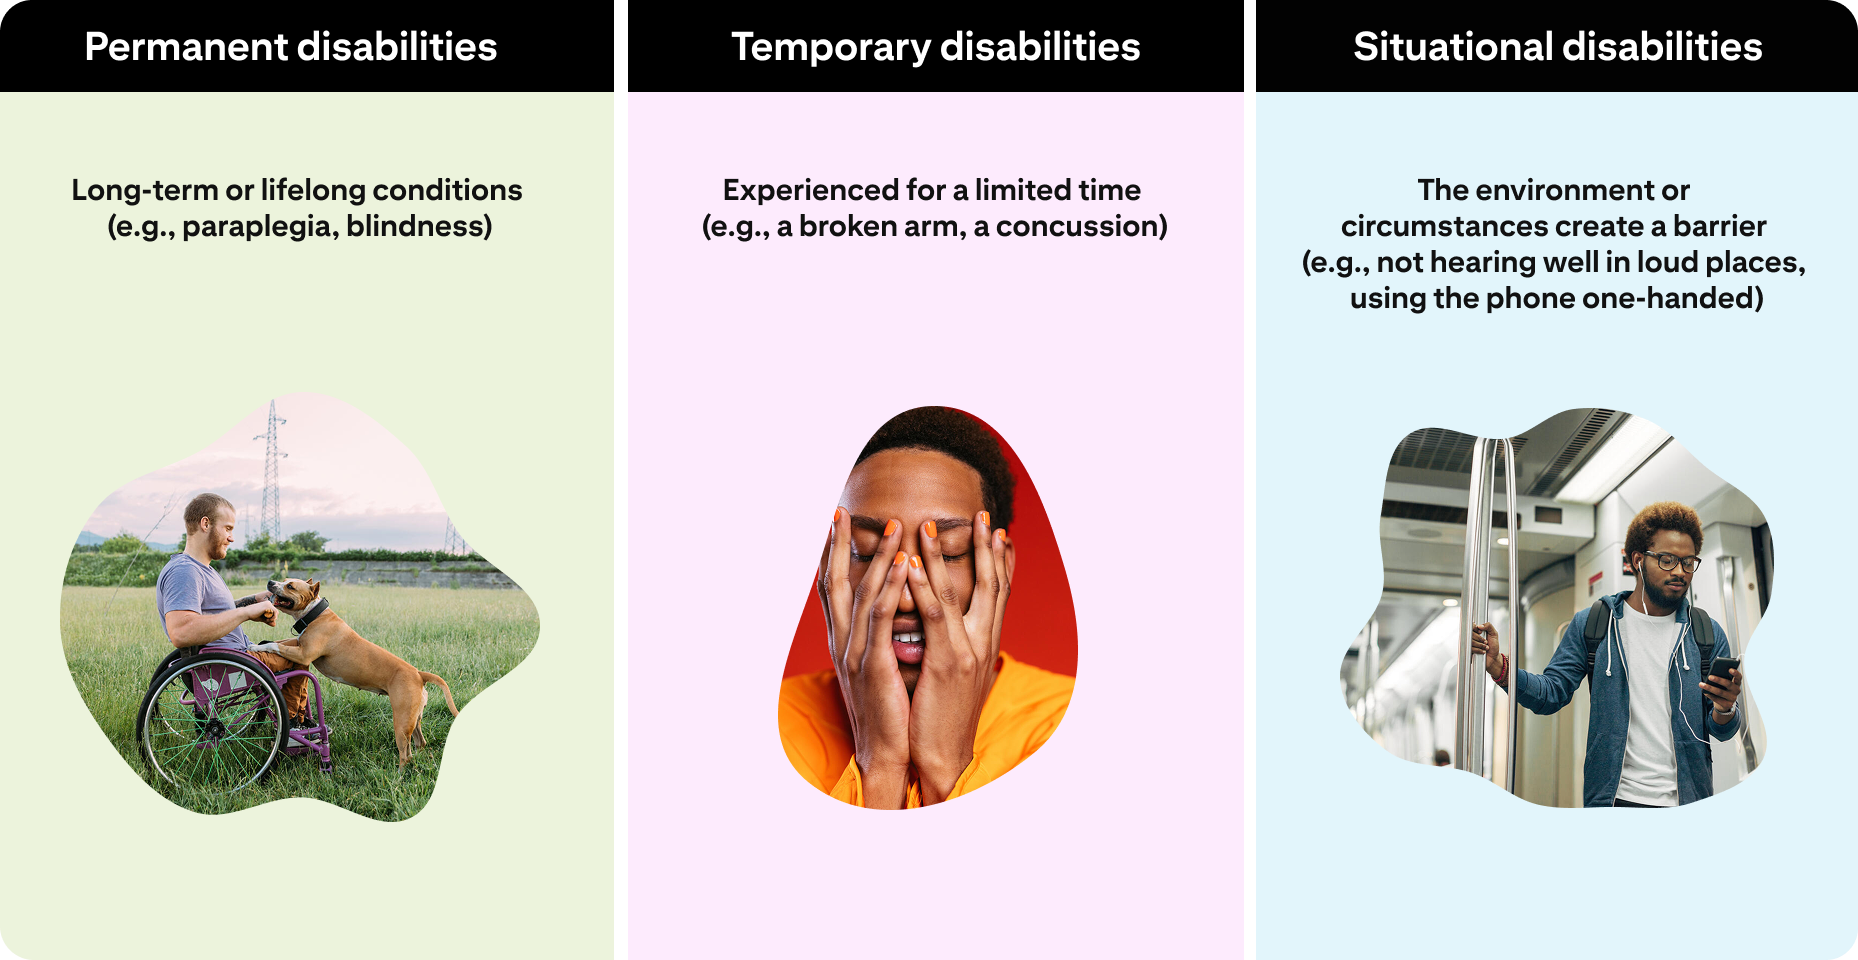 Permanent disabilities
Long-term or lifelong conditions
(e.g., paraplegia, blindness)
Temporary disabilities
Experienced for a limited time
(e.g., a broken arm, a concussion)
Situational disabilities
The environment or
circumstances create a barrier
(e.g., not hearing well in loud places,
using the phone one-handed)